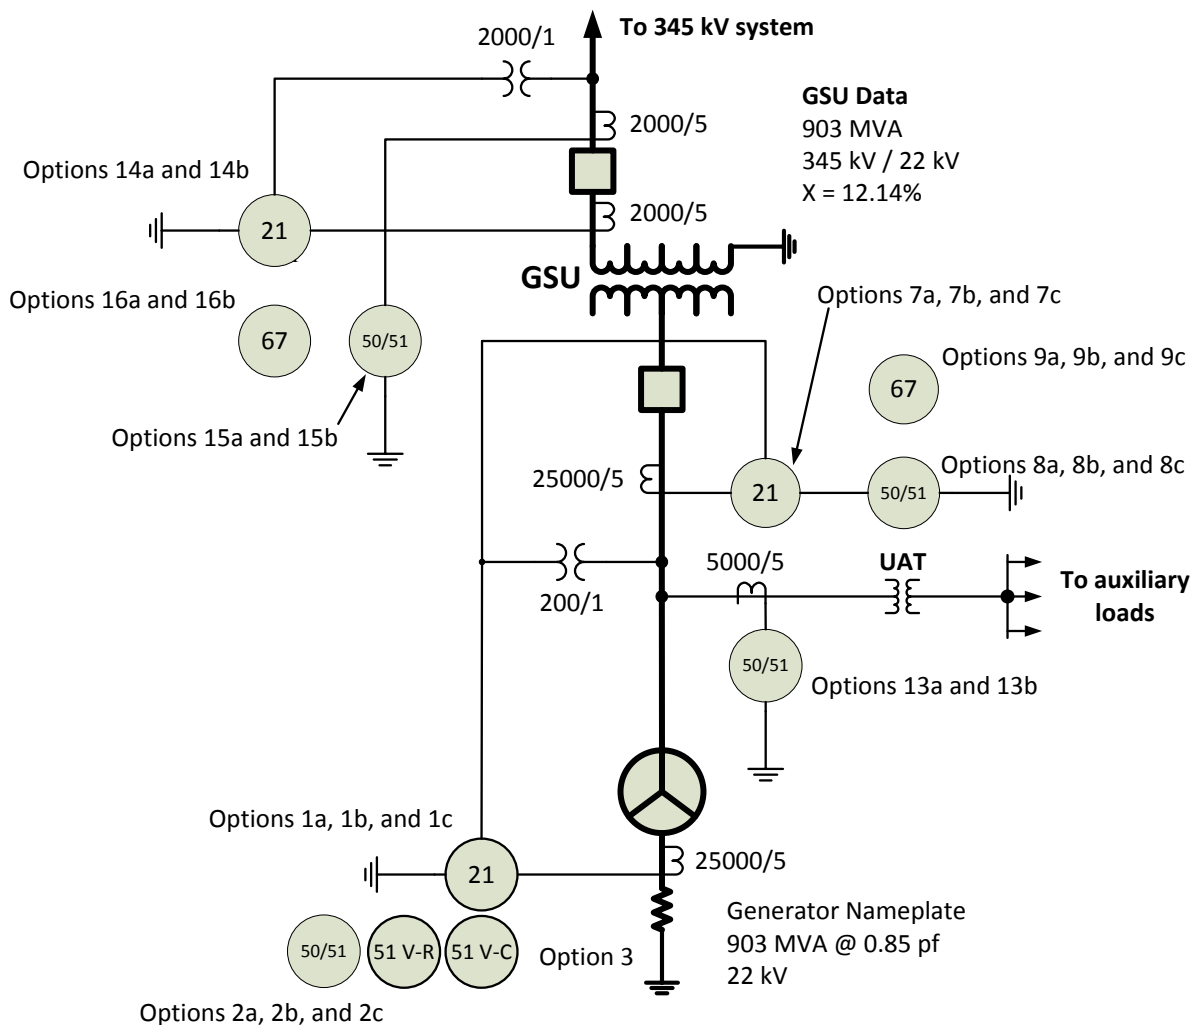 To 345 kV system
2000/1
GSU Data
903 MVA
345 kV / 22 kV
X = 12.14%
2000/5
Options 14a and 14b
2000/5
21
GSU
Options 16a and 16b
67
50/51
Options 7a, 7b, and 7c
Options 9a, 9b, and 9c
67
Options 15a and 15b
25000/5
21
50/51
Options 8a, 8b, and 8c
200/1
5000/5
UAT
To auxiliary
loads
50/51
Options 13a and 13b
Options 1a, 1b, and 1c
21
25000/5
Generator Nameplate
903 MVA @ 0.85 pf
22 kV
50/51
51 V-R
51 V-C
Option 3
Options 2a, 2b, and 2c